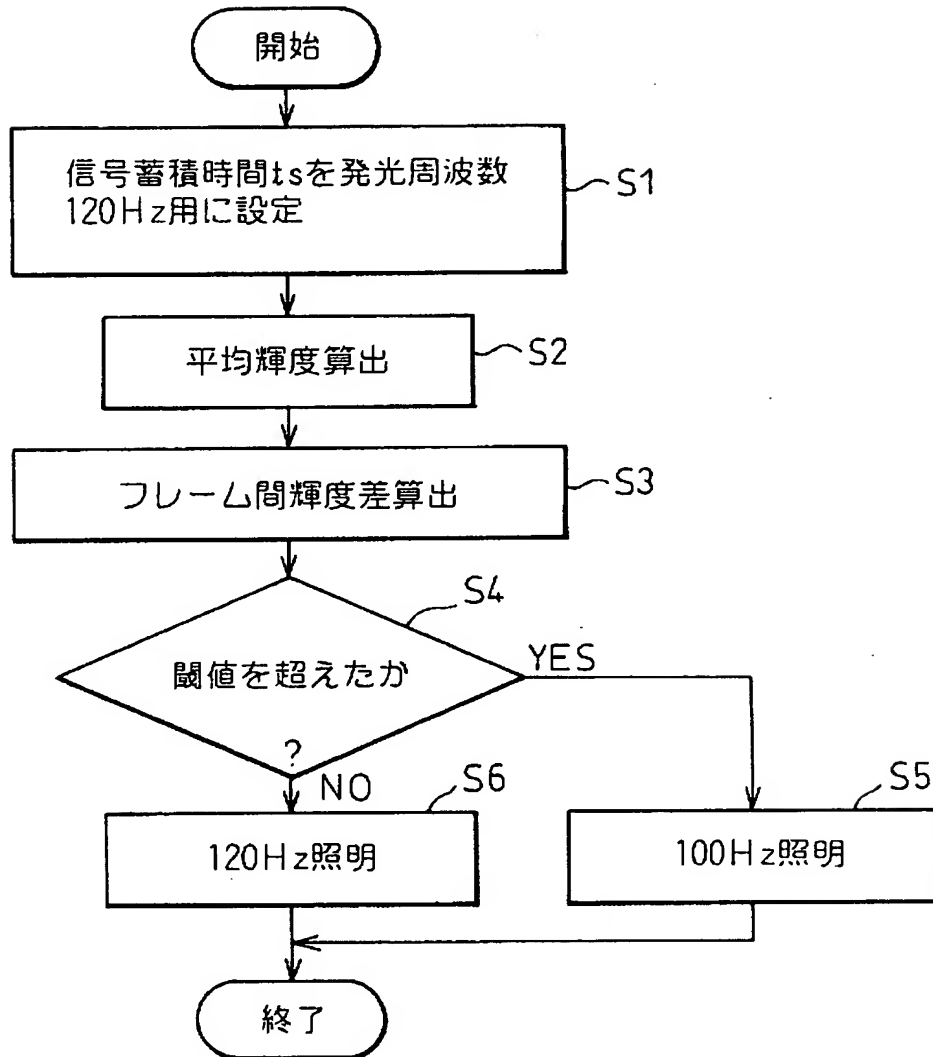 開始
信号蓄積時間tsを発光周波数
120Hz用に設定
S1
平均輝度算出
S2
フレーム間輝度差算出
S3
S4
閾値を超えたか
?
YES
NO
S6
120Hz照明
S5
100Hz照明
終了